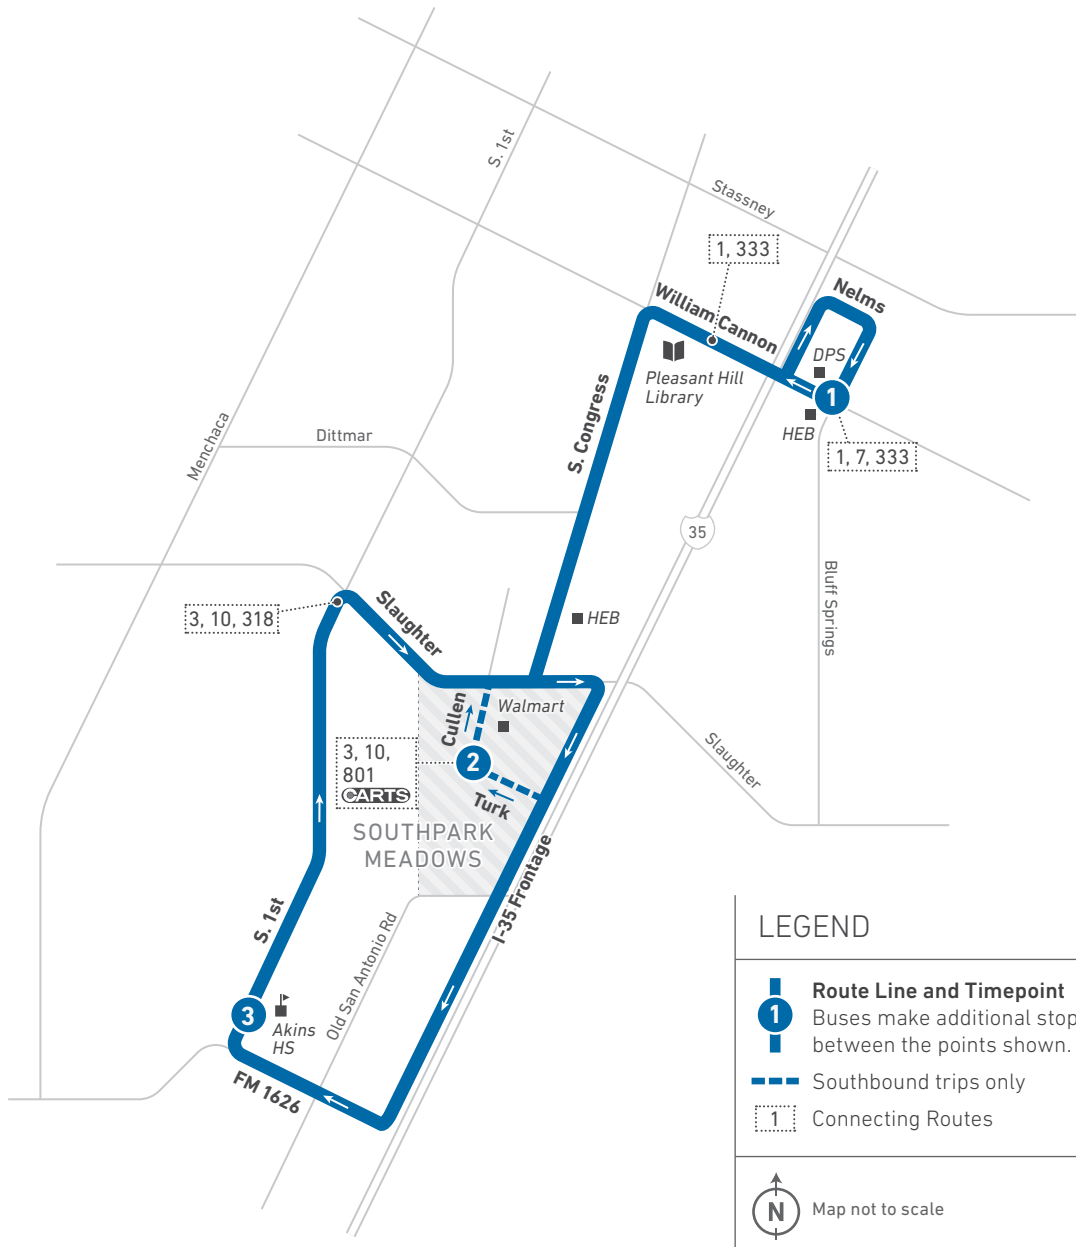 S. 1st
Stassney
1, 333
William Cannon
Nelms
DPS
Pleasant Hill
Library
1
HEB
1, 7, 333
S. Congress
Menchaca
Dittmar
35
Bluff Springs
3, 10, 318
Slaughter
HEB
Cullen
Walmart
3, 10,
801
CARTS
2
Turk
Slaughter
SOUTHPARK
MEADOWS
I-35 Frontage
S. 1st
Old San Antonio Rd
3
Akins
HS
FM 1626
LEGEND
Route Line and Timepoint
1
Buses make additional stop
between the points shown.
Southbound trips only
1
Connecting Routes
N
Map not to scale